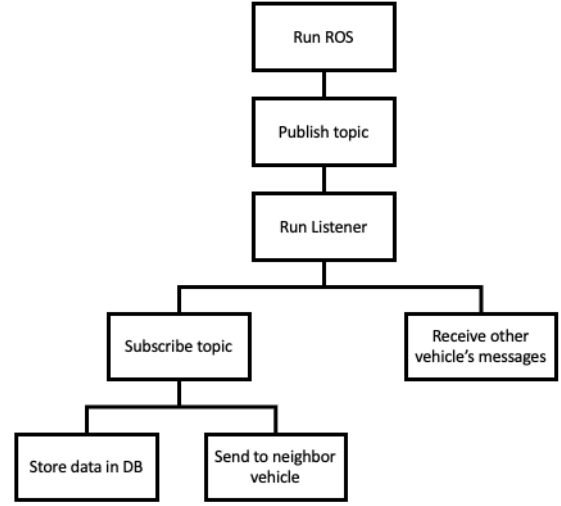 Run ROS
Publish topic
Run Listener
Subscribe topic
Receive other
vehicle's messages
Store data in DB
Send to neighbor
vehicle